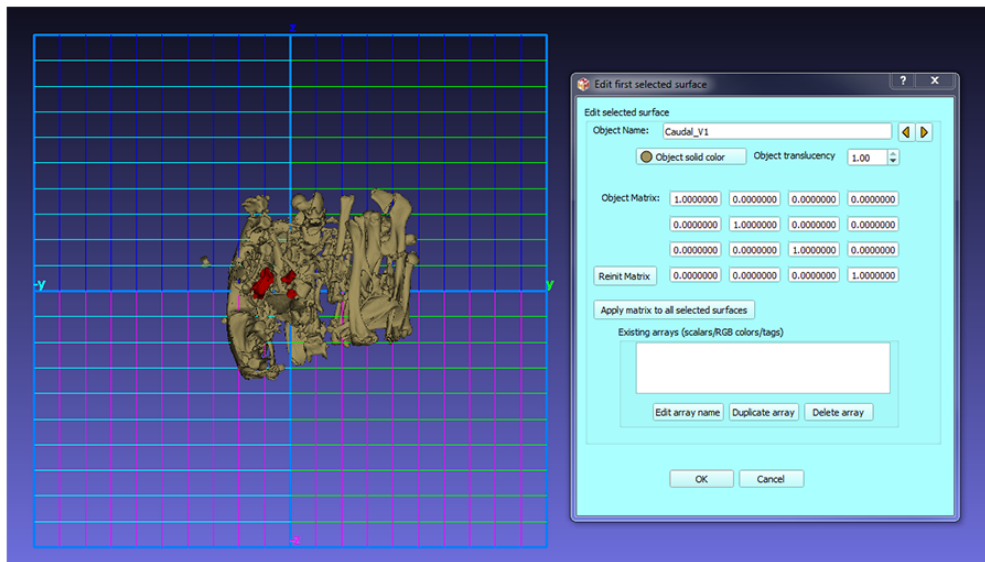 z
-y
y
Edit first selected surface
? X
Edit selected surface
Object Name: Caudal_V1
Object solid color Object translucency 1.00
Object Matrix: 1.0000000 0.0000000 0.0000000 0.0000000
0.0000000 1.0000000 0.0000000 0.0000000
0.0000000 0.0000000 1.0000000 0.0000000
Reinit Matrix 0.0000000 0.0000000 0.0000000 1.0000000
Apply matrix to all selected surfaces
Existing arrays (scalars/RGB colors/tags)
Edit array name Duplicate array Delete array
OK Cancel